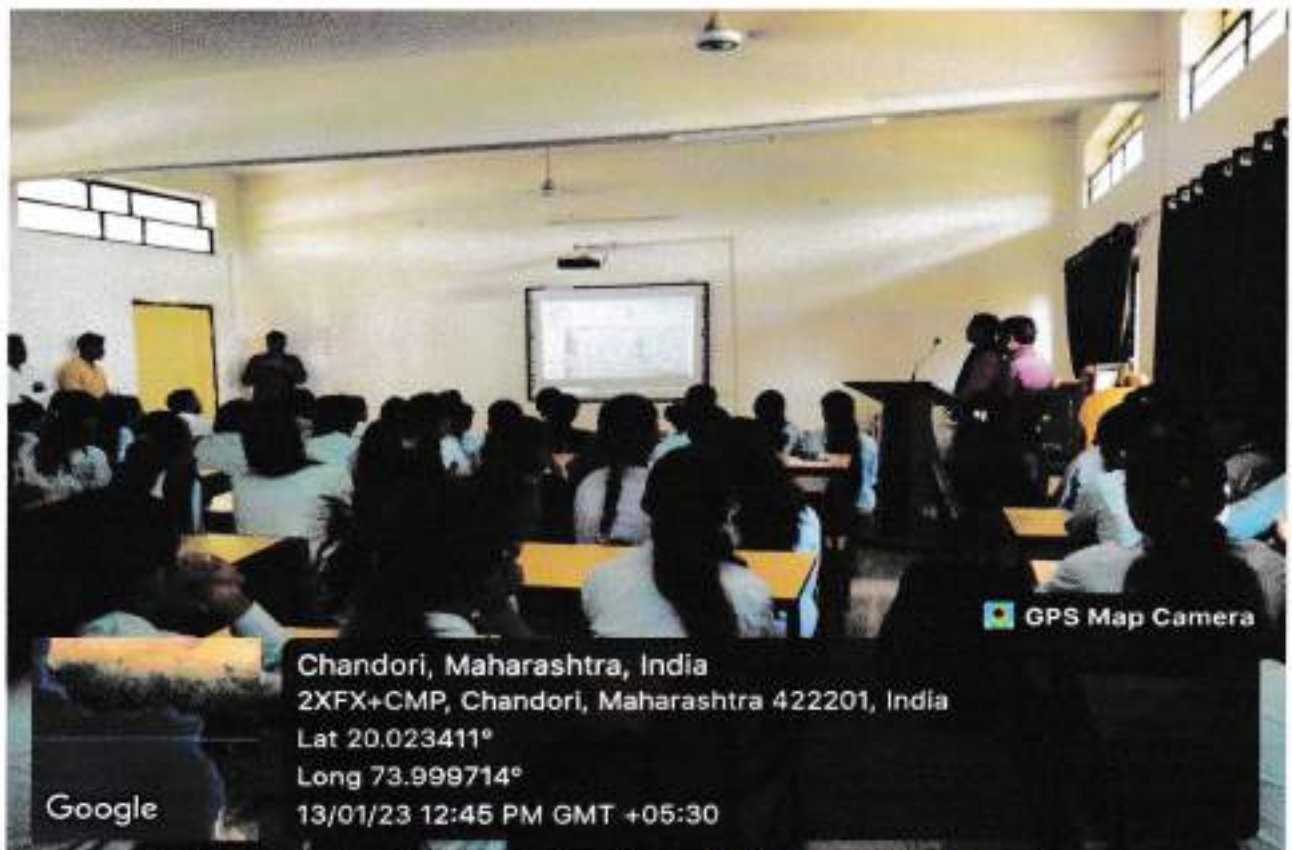 GPS Map Camera
Chandori, Maharashtra, India
2XFX+CMP, Chandori, Maharashtra 422201, India
Lat 20.023411°
Long 73.999714°
13/01/23 12:45 PM GMT +05:30
Google